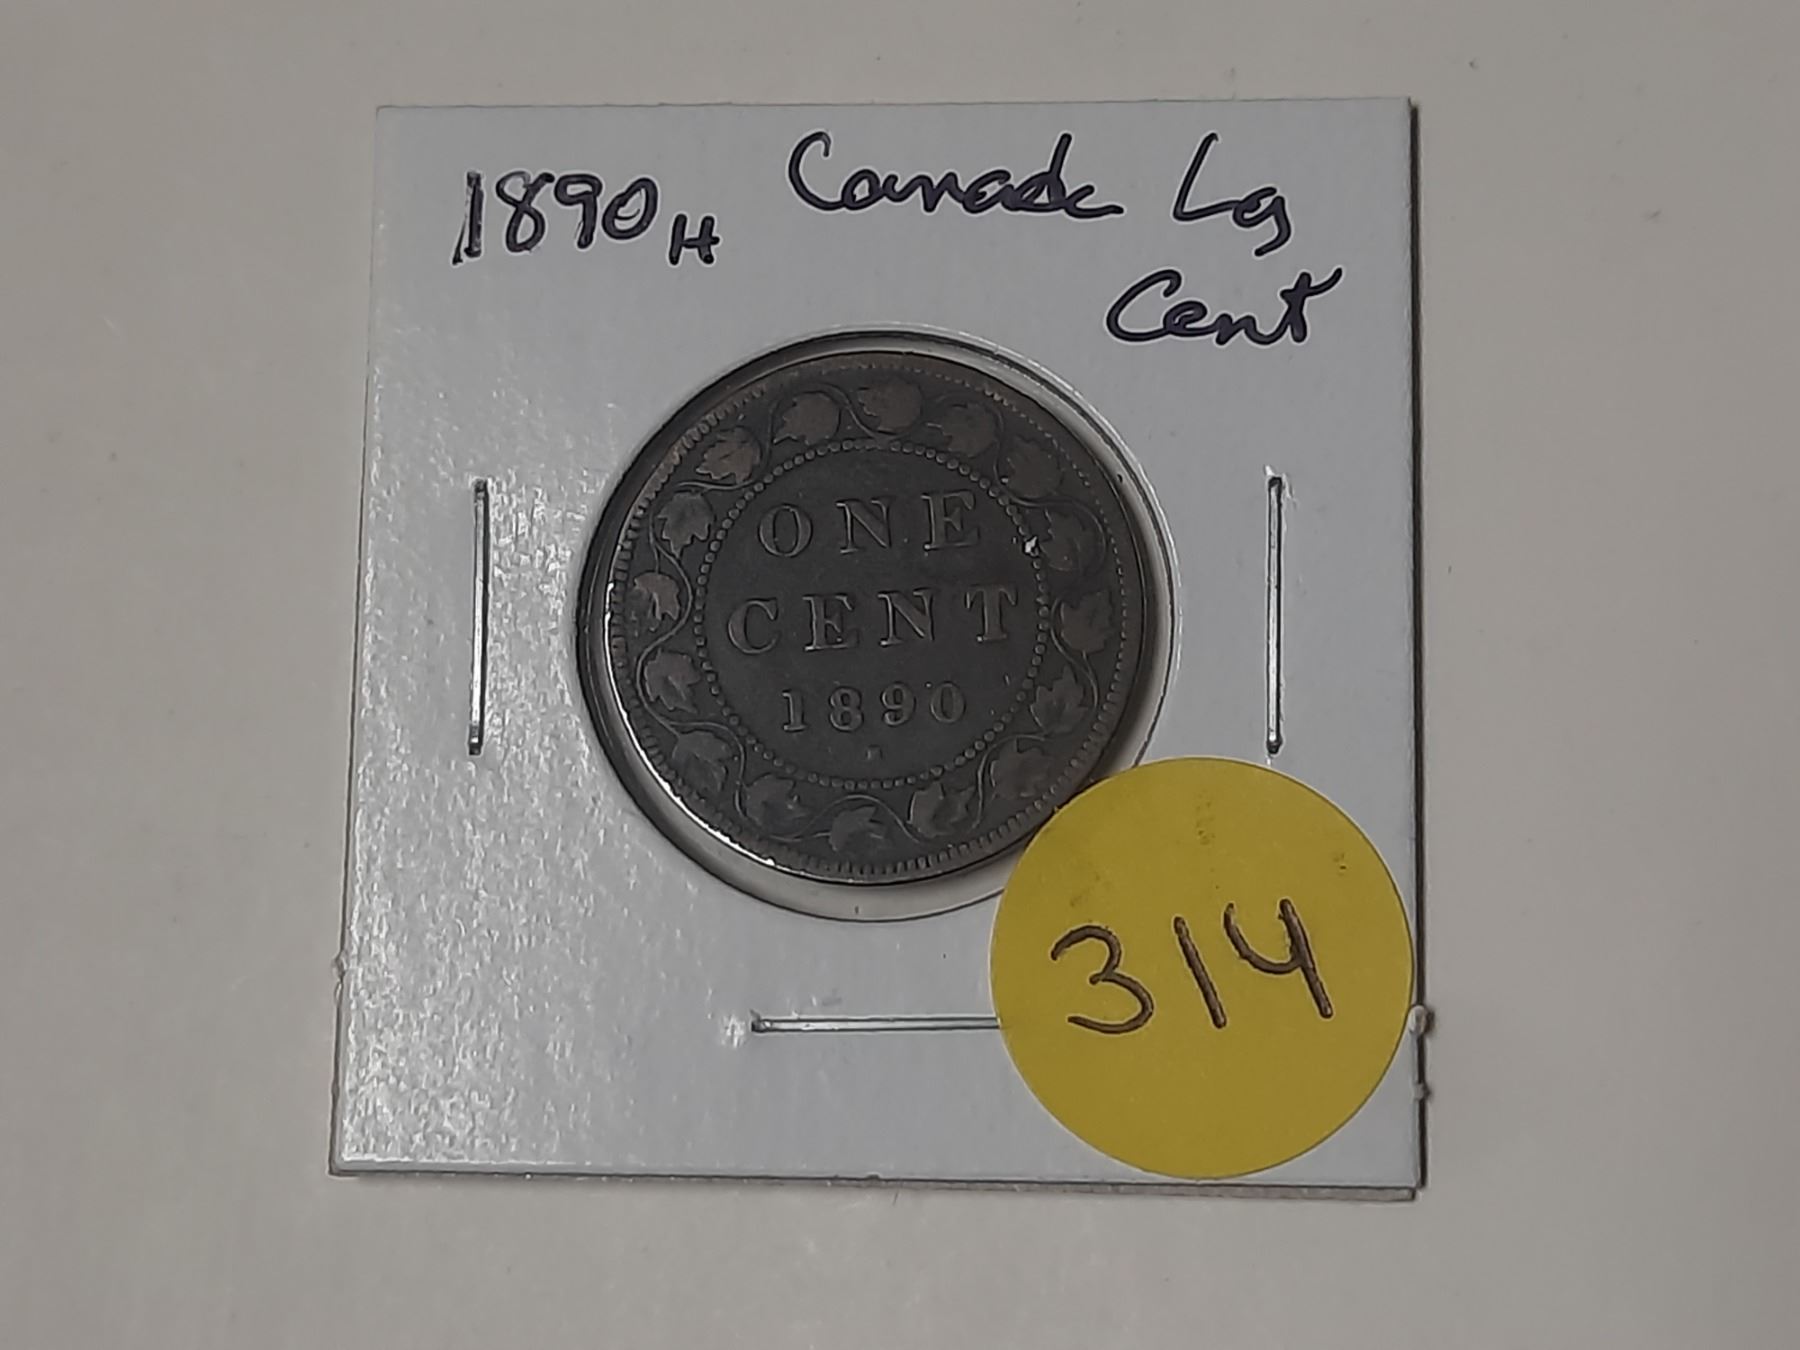 1890H Canada Lg
Cent
ONE
CENT
1890
H
314